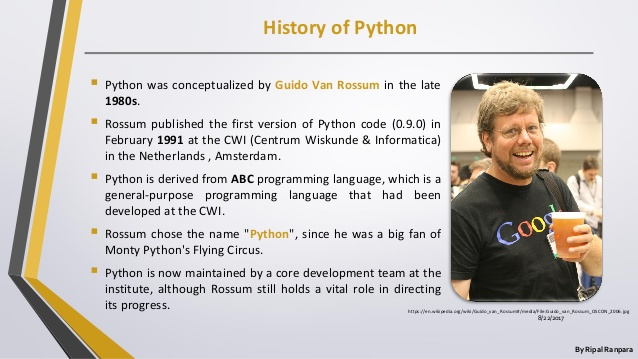 History of Python
Python was conceptualized by Guido Van Rossum in the late
1980s.
Rossum published the first version of Python code (0.9.0) in
February 1991 at the CWI (Centrum Wiskunde & Informatica)
in the Netherlands , Amsterdam.
Python is derived from ABC programming language, which is a
general-purpose programming language that had been
developed at the CWI.
Rossum chose the name "Python", since he was a big fan of
Monty Python's Flying Circus.
Python is now maintained by a core development team at the
institute, although Rossum still holds a vital role in directing
its progress.
Google
https://en.wikipedia.org/wiki/Guido_van_Rossum#/media/File:Guido_van_Rossum_OSCON_2006.jpg
8/22/2017
By Ripal Ranpara